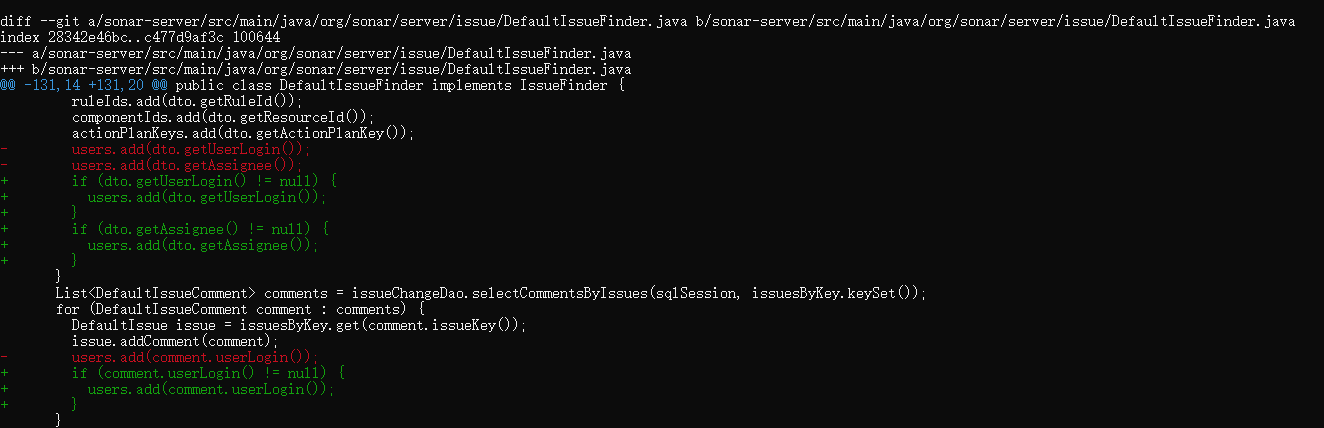 diff --git a/sonar-server/src/main/java/org/sonar/server/issue/DefaultIssueFinder.java b/sonar-server/src/main/java/org/sonar/server/issue/DefaultIssueFinder.java
index 28342e46bc..c477d9af3c 100644
--- a/sonar-server/src/main/java/org/sonar/server/issue/DefaultIssueFinder.java
+++ b/sonar-server/src/main/java/org/sonar/server/issue/DefaultIssueFinder.java
@@ -131,14 +131,20 @@ public class DefaultIssueFinder implements IssueFinder {
         ruleIds.add(dto.getRuleId());
         componentIds.add(dto.getResourceId());
         actionPlanKeys.add(dto.getActionPlanKey());
-        users.add(dto.getUserLogin());
-        users.add(dto.getAssignee());
+        if (dto.getUserLogin() != null) {
+          users.add(dto.getUserLogin());
+        }
+        if (dto.getAssignee() != null) {
+          users.add(dto.getAssignee());
+        }
       }
       List<DefaultIssueComment> comments = issueChangeDao.selectCommentsByIssues(sqlSession, issuesByKey.keySet());
       for (DefaultIssueComment comment : comments) {
         DefaultIssue issue = issuesByKey.get(comment.issueKey());
         issue.addComment(comment);
-        users.add(comment.userLogin());
+        if (comment.userLogin() != null) {
+          users.add(comment.userLogin());
+        }
       }